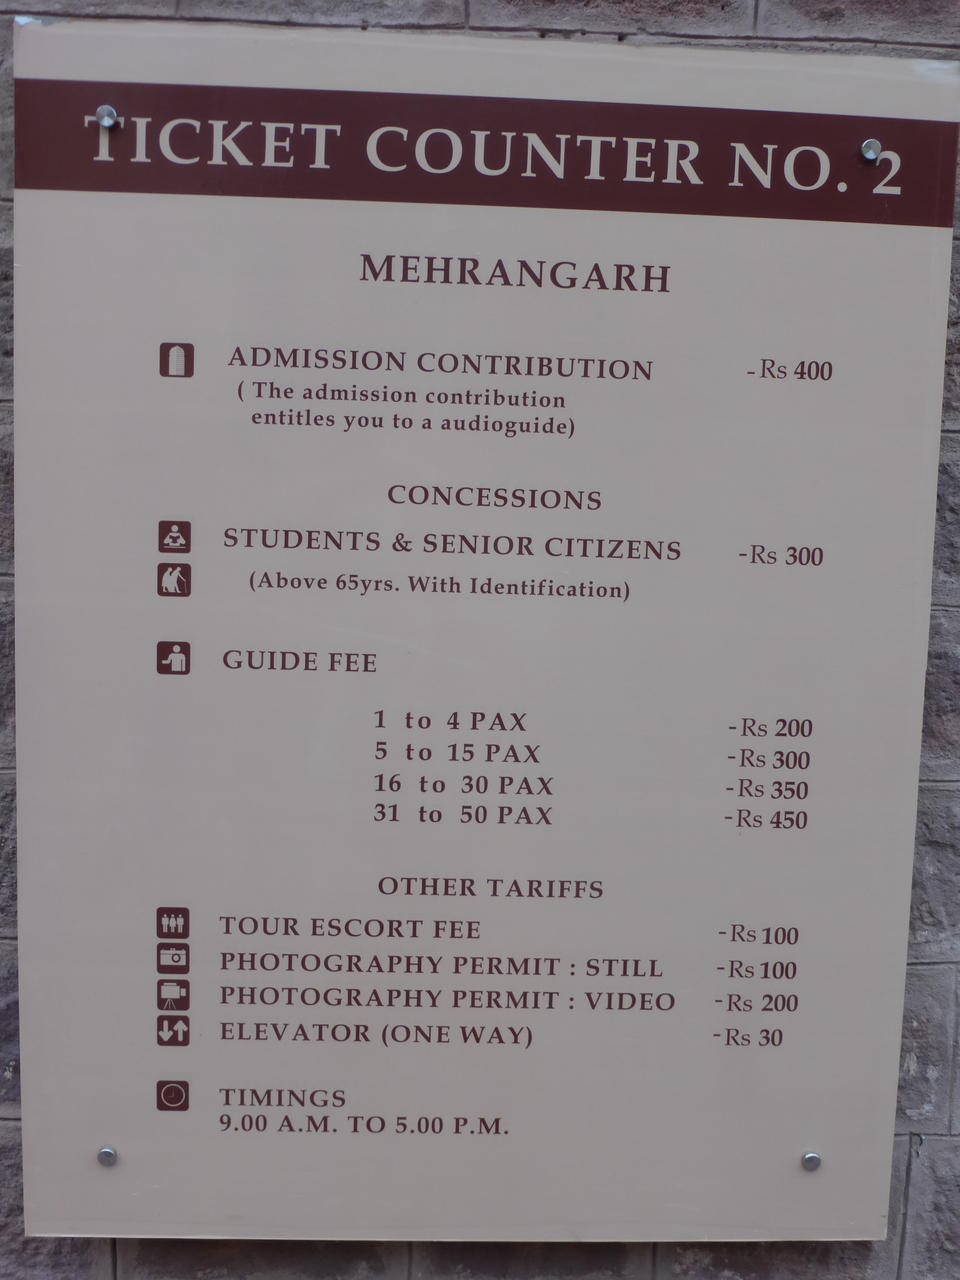 TICKET COUNTER NO. 2
MEHRANGARH
ADMISSION CONTRIBUTION -Rs 400
( The admission contribution
entitles you to a audioguide)
CONCESSIONS
STUDENTS & SENIOR CITIZENS -Rs 300
(Above 65yrs. With Identification)
GUIDE FEE
1 to 4 PAX -Rs 200
5 to 15 PAX -Rs 300
16 to 30 PAX -Rs 350
31 to 50 PAX -Rs 450
OTHER TARIFFS
TOUR ESCORT FEE -Rs 100
PHOTOGRAPHY PERMIT : STILL -Rs 100
PHOTOGRAPHY PERMIT : VIDEO -Rs 200
ELEVATOR (ONE WAY) -Rs 30
TIMINGS
9.00 A.M. TO 5.00 P.M.